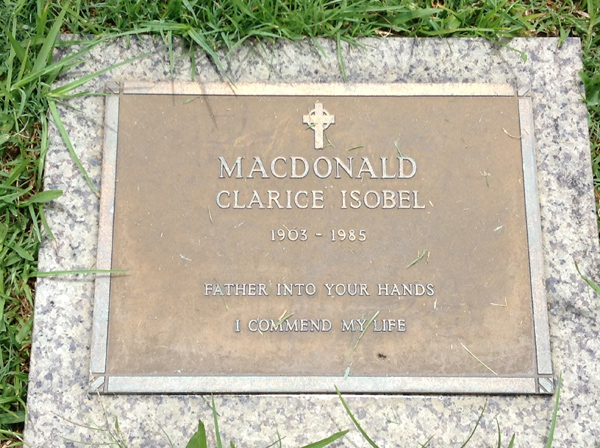 MACDONALD
CLARICE ISOBEL
1903 - 1985
FATHER INTO YOUR HANDS
I COMMEND MY LIFE